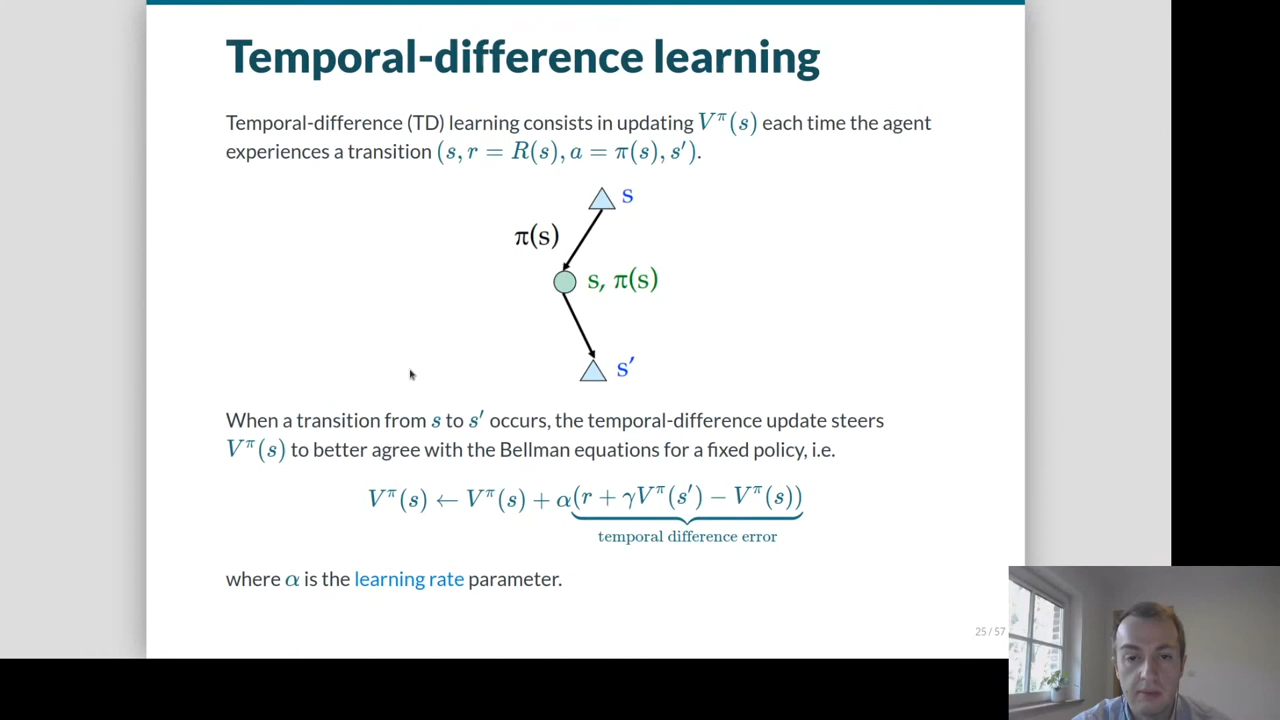 Temporal-difference learning
Temporal-difference (TD) learning consists in updating V^π(s) each time the agent
experiences a transition (s, r = R(s), a = π(s), s′).
s
π(s)
s, π(s)
s′
When a transition from s to s′ occurs, the temporal-difference update steers
V^π(s) to better agree with the Bellman equations for a fixed policy, i.e.
V^π(s) ← V^π(s) + α(r + γV^π(s′) − V^π(s))
temporal difference error
where α is the learning rate parameter.
25 / 57